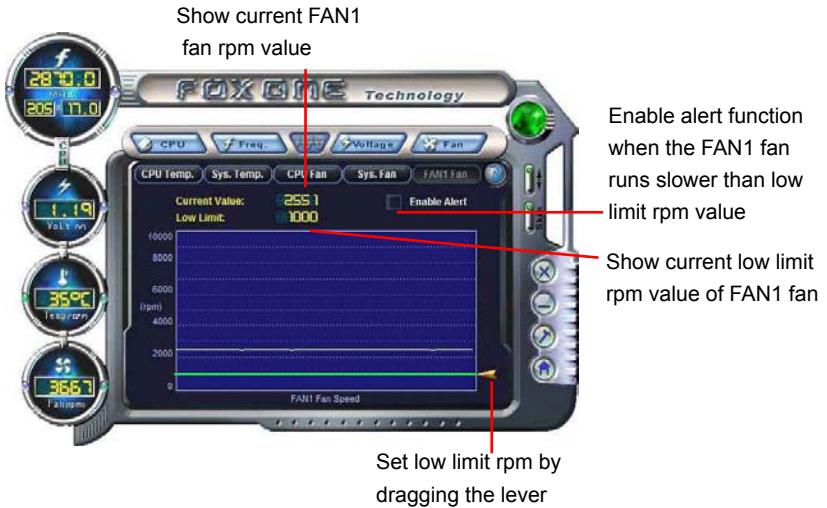 Show current FAN1
fan rpm value
2870.0
MHz
205 17.0
FOX ONE Technology
CPU
Freq.
Voltage
Fan
CPU
CPU Temp.
Sys. Temp.
CPU Fan
Sys. Fan
FAN1 Fan
Current Value: 2551
Low Limit: 1000
Enable Alert
Enable alert function
when the FAN1 fan
runs slower than low
limit rpm value
Show current low limit
rpm value of FAN1 fan
1.19
35°C
3667
10000
8000
6000
(rpm)
4000
2000
0
FAN1 Fan Speed
Set low limit rpm by
dragging the lever